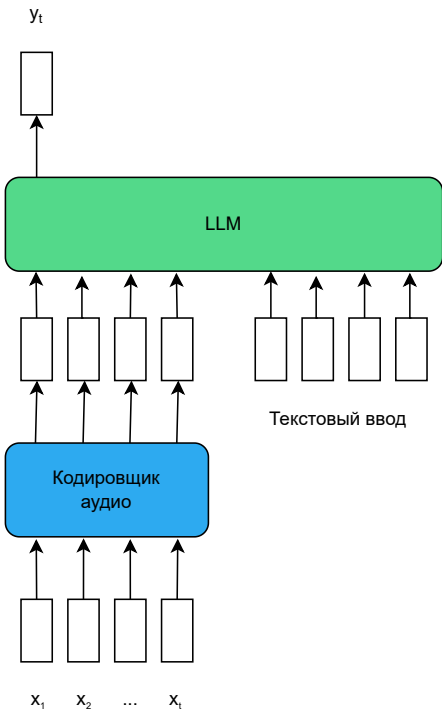 yₜ
LLM
Текстовый ввод
Кодировщик
аудио
x₁ x₂ ... xₜ